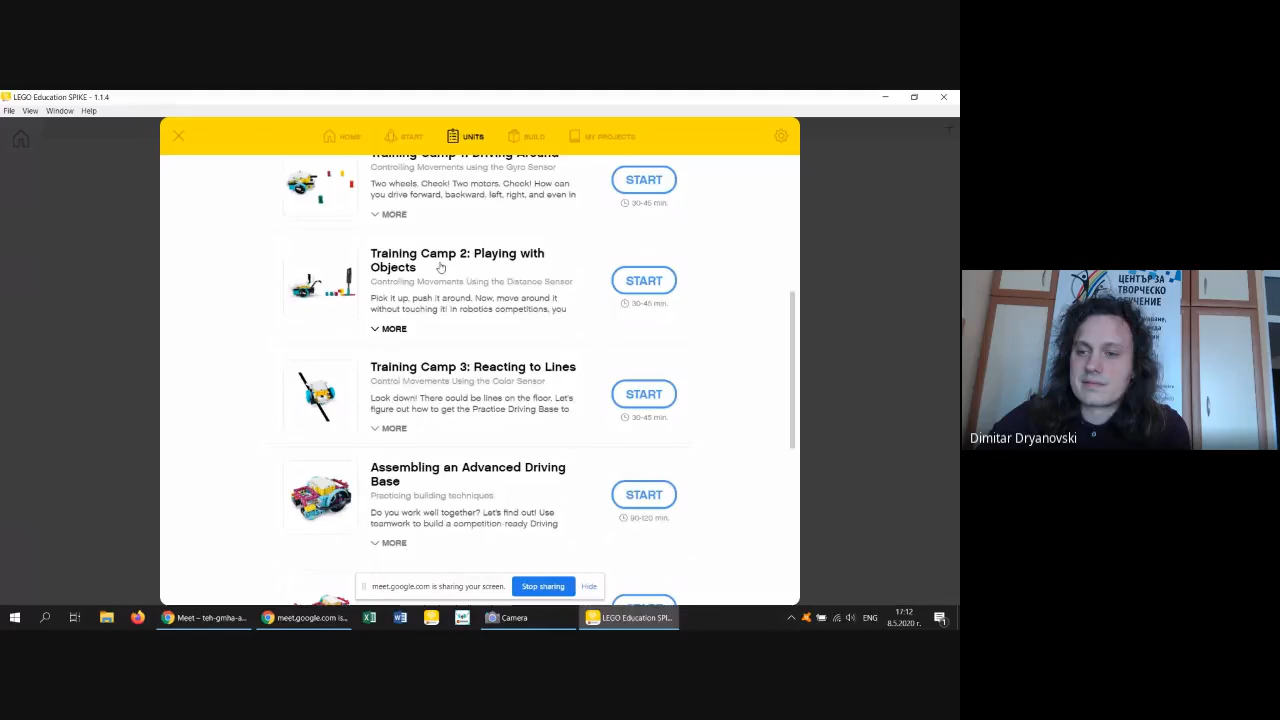 LEGO Education SPIKE - 1.1.4
File View Window Help
HOME START UNITS BUILD MY PROJECTS
Training Camp 1: Driving Around
Controlling Movements using the Gyro Sensor
Two wheels. Check! Two motors. Check! How can
you drive forward, backward, left, right, and even in
MORE
START
30-45 min.
Training Camp 2: Playing with
Objects
Controlling Movements Using the Distance Sensor
Pick it up, push it around. Now, move around it
without touching it! In robotics competitions, you
MORE
START
30-45 min.
Training Camp 3: Reacting to Lines
Control Movements Using the Color Sensor
Look down! There could be lines on the floor. Let's
figure out how to get the Practice Driving Base to
MORE
START
30-45 min.
Assembling an Advanced Driving
Base
Practicing building techniques
Do you work well together? Let's find out! Use
teamwork to build a competition-ready Driving
MORE
START
90-120 min.
meet.google.com is sharing your screen. Stop sharing Hide
Meet – teh-gmha-a... meet.google.com is... Camera LEGO Education SPI...
ENG
17:12
8.5.2020 г.
ЦЕНТЪР ЗА
ТВОРЧЕСКО
ОБУЧЕНИЕ
Dimitar Dryanovski